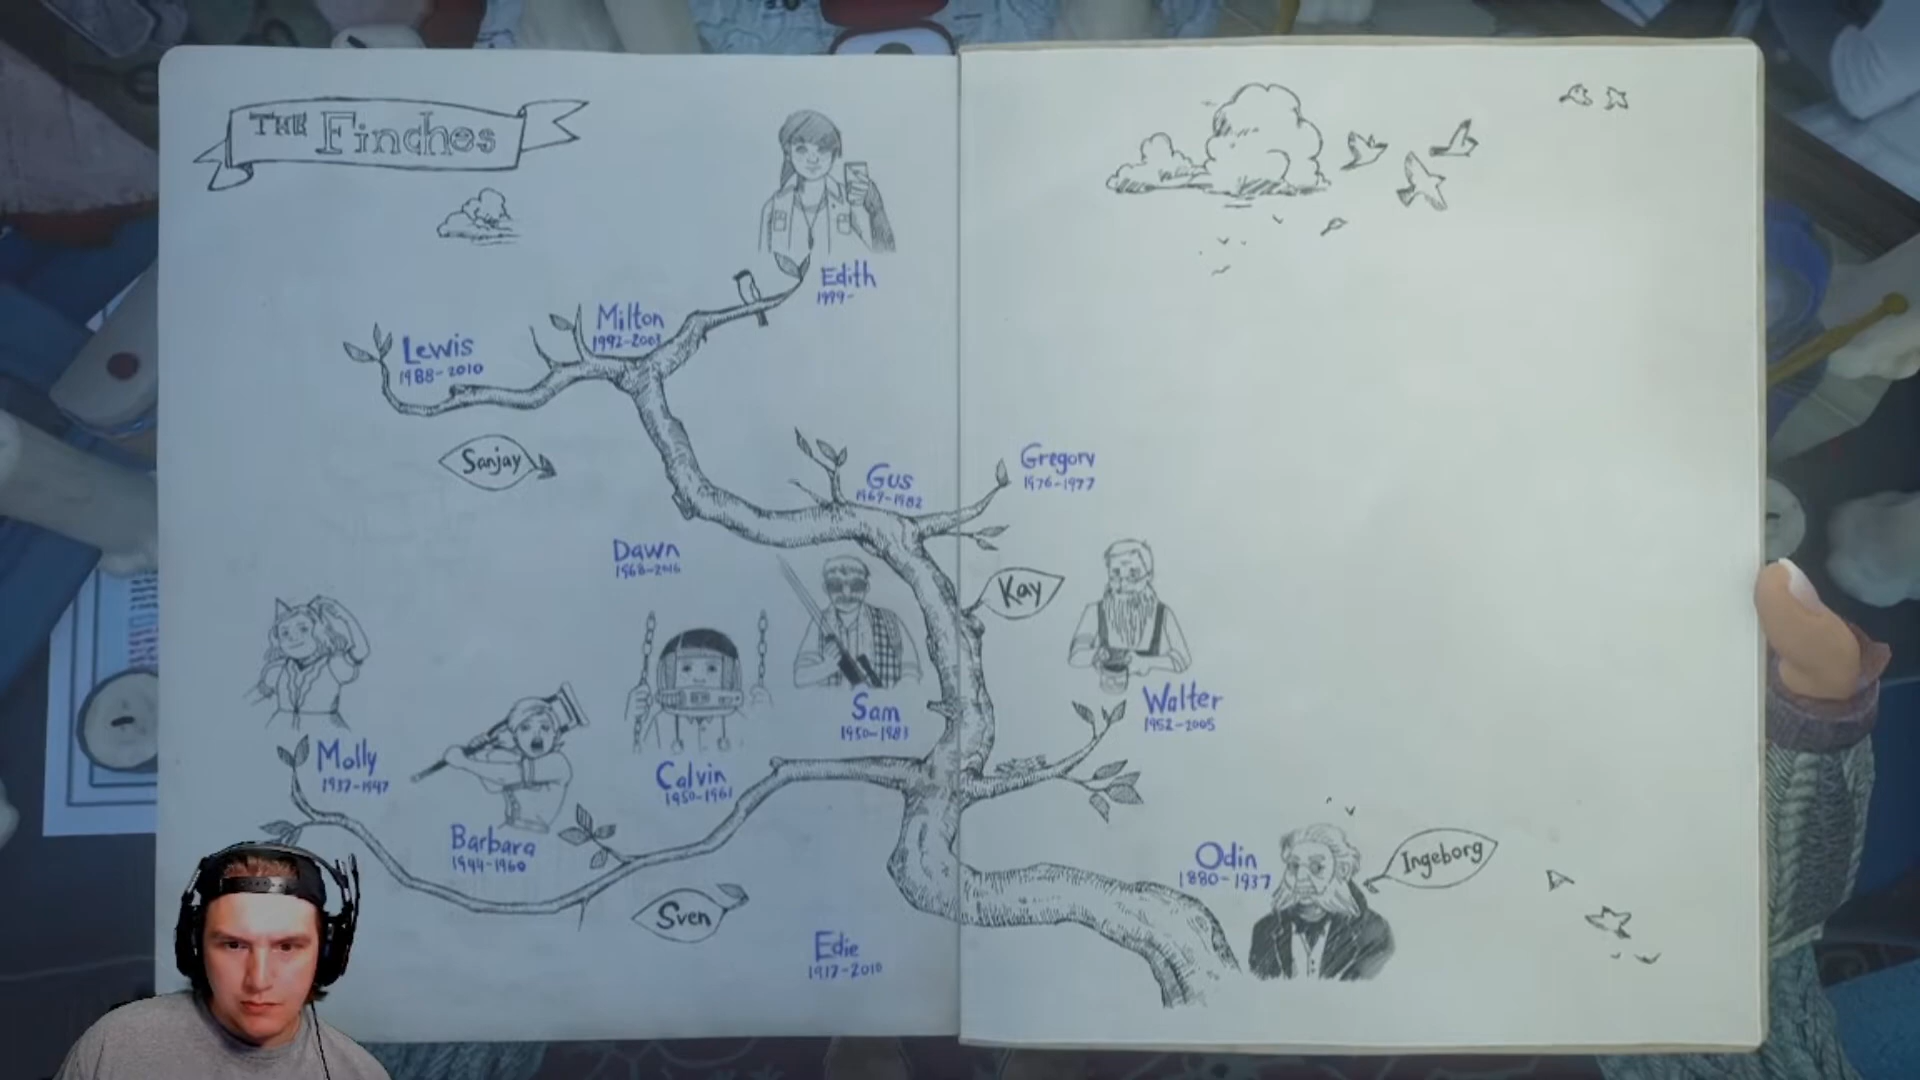 THE Finches
Edith
1999-
Milton
1992-2003
Lewis
1988-2010
Sanjay
Gus
1969-1982
Gregory
1976-1977
Dawn
1968-2016
Kay
Sam
1950-1983
Walter
1952-2005
Molly
1937-1947
Calvin
1950-1961
Barbara
1944-1960
Odin
1880-1937
Ingeborg
Sven
Edie
1917-2010